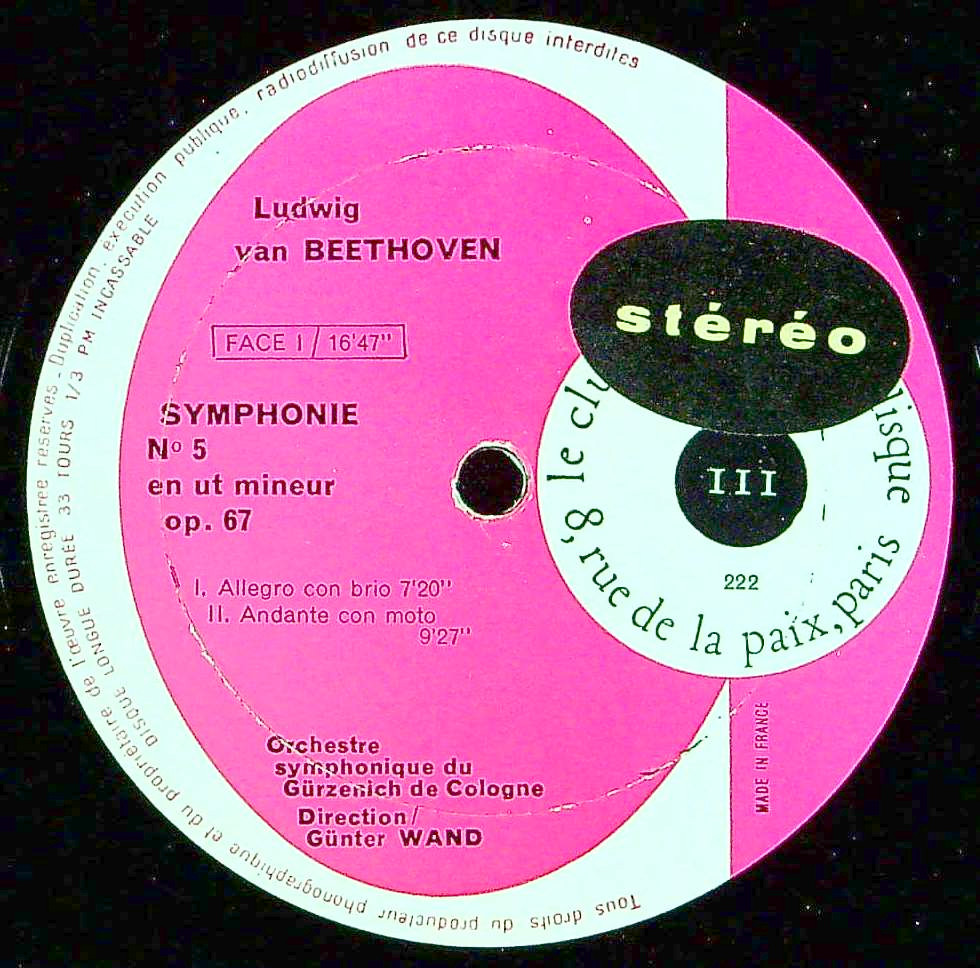 Tous droits du producteur phonographique et du propriétaire de l'œuvre enregistrée réservés - Duplication, exécution publique, radiodiffusion de ce disque interdites
DISQUE LONGUE DURÉE 33 TOURS 1/3 PM INCASSABLE
Ludwig
van BEETHOVEN
FACE I / 16'47"
SYMPHONIE
No 5
en ut mineur
op. 67
I. Allegro con brio 7'20"
II. Andante con moto
9'27"
Orchestre
symphonique du
Gürzenich de Cologne
Direction/
Günter WAND
stéréo
le clu
isque
8, rue de la paix, paris
III
222
MADE IN FRANCE